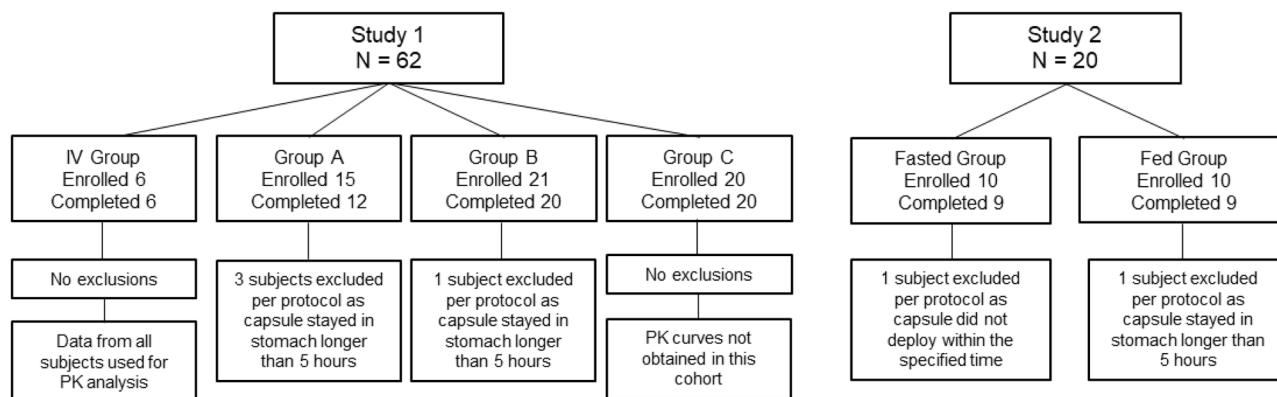 Study 1
N = 62
IV Group
Enrolled 6
Completed 6
No exclusions
Data from all
subjects used for
PK analysis
Group A
Enrolled 15
Completed 12
3 subjects excluded
per protocol as
capsule stayed in
stomach longer
than 5 hours
Group B
Enrolled 21
Completed 20
1 subject excluded
per protocol as
capsule stayed in
stomach longer
than 5 hours
Group C
Enrolled 20
Completed 20
No exclusions
PK curves not
obtained in this
cohort
Study 2
N = 20
Fasted Group
Enrolled 10
Completed 9
1 subject excluded
per protocol as
capsule did not
deploy within the
specified time
Fed Group
Enrolled 10
Completed 9
1 subject excluded
per protocol as
capsule stayed in
stomach longer than
5 hours